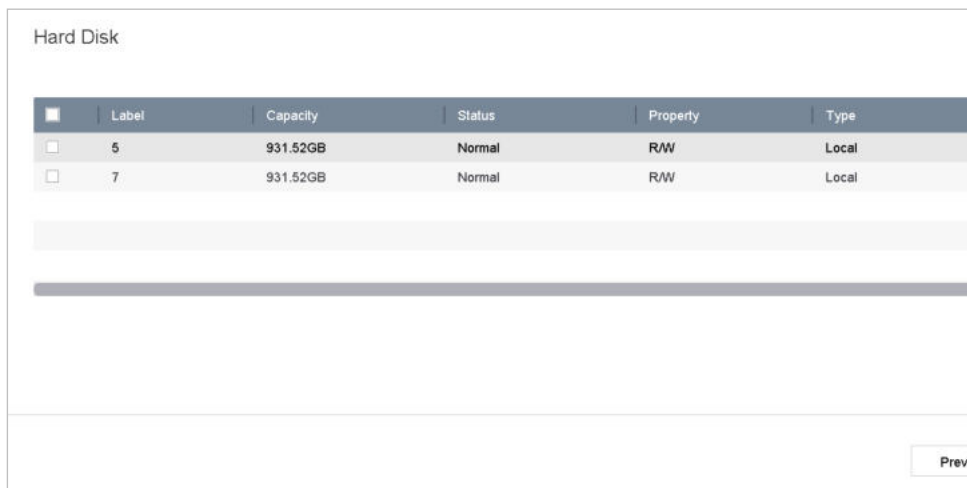 Hard Disk
Label Capacity Status Property Type
5 931.52GB Normal R/W Local
7 931.52GB Normal R/W Local
Prev